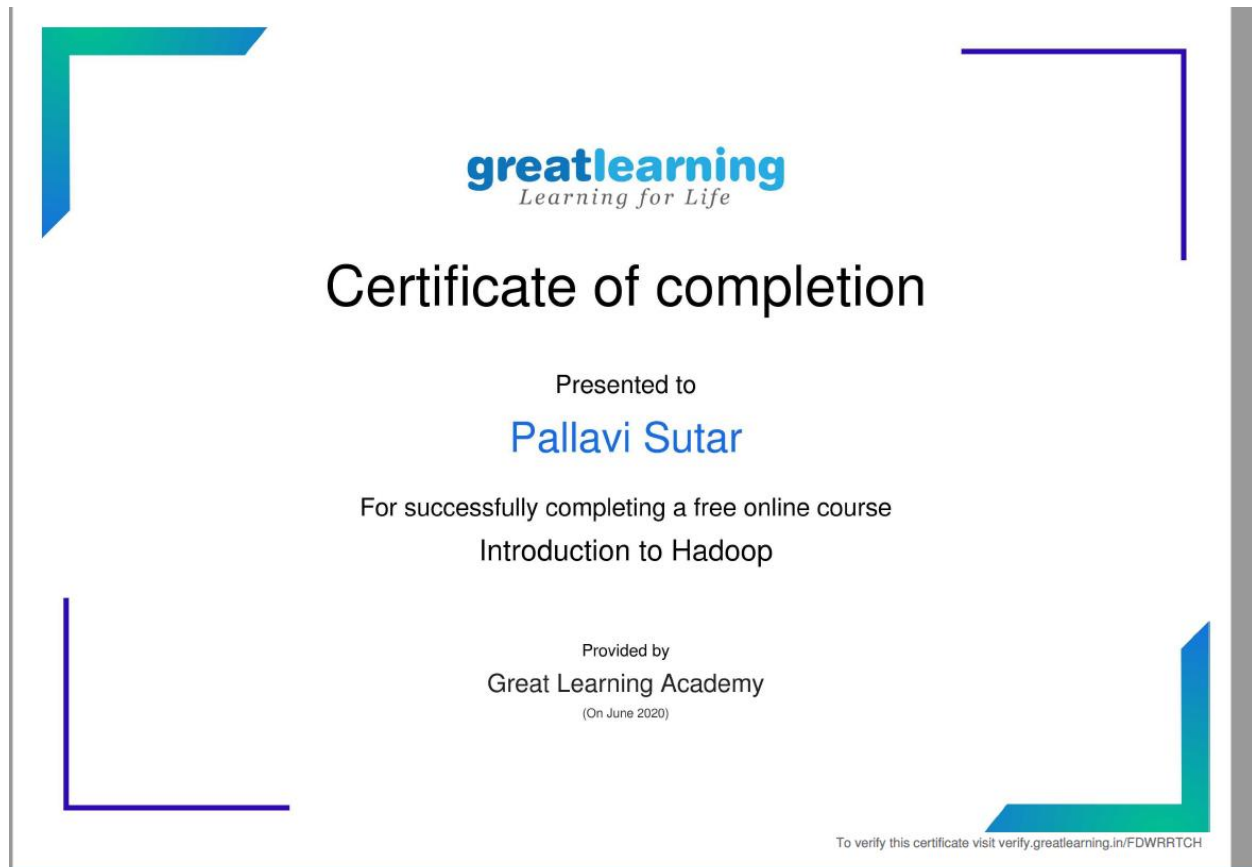 greatlearning
Learning for Life
Certificate of completion
Presented to
Pallavi Sutar
For successfully completing a free online course
Introduction to Hadoop
Provided by
Great Learning Academy
(On June 2020)
To verify this certificate visit verify.greatlearning.in/FDWRRTCH